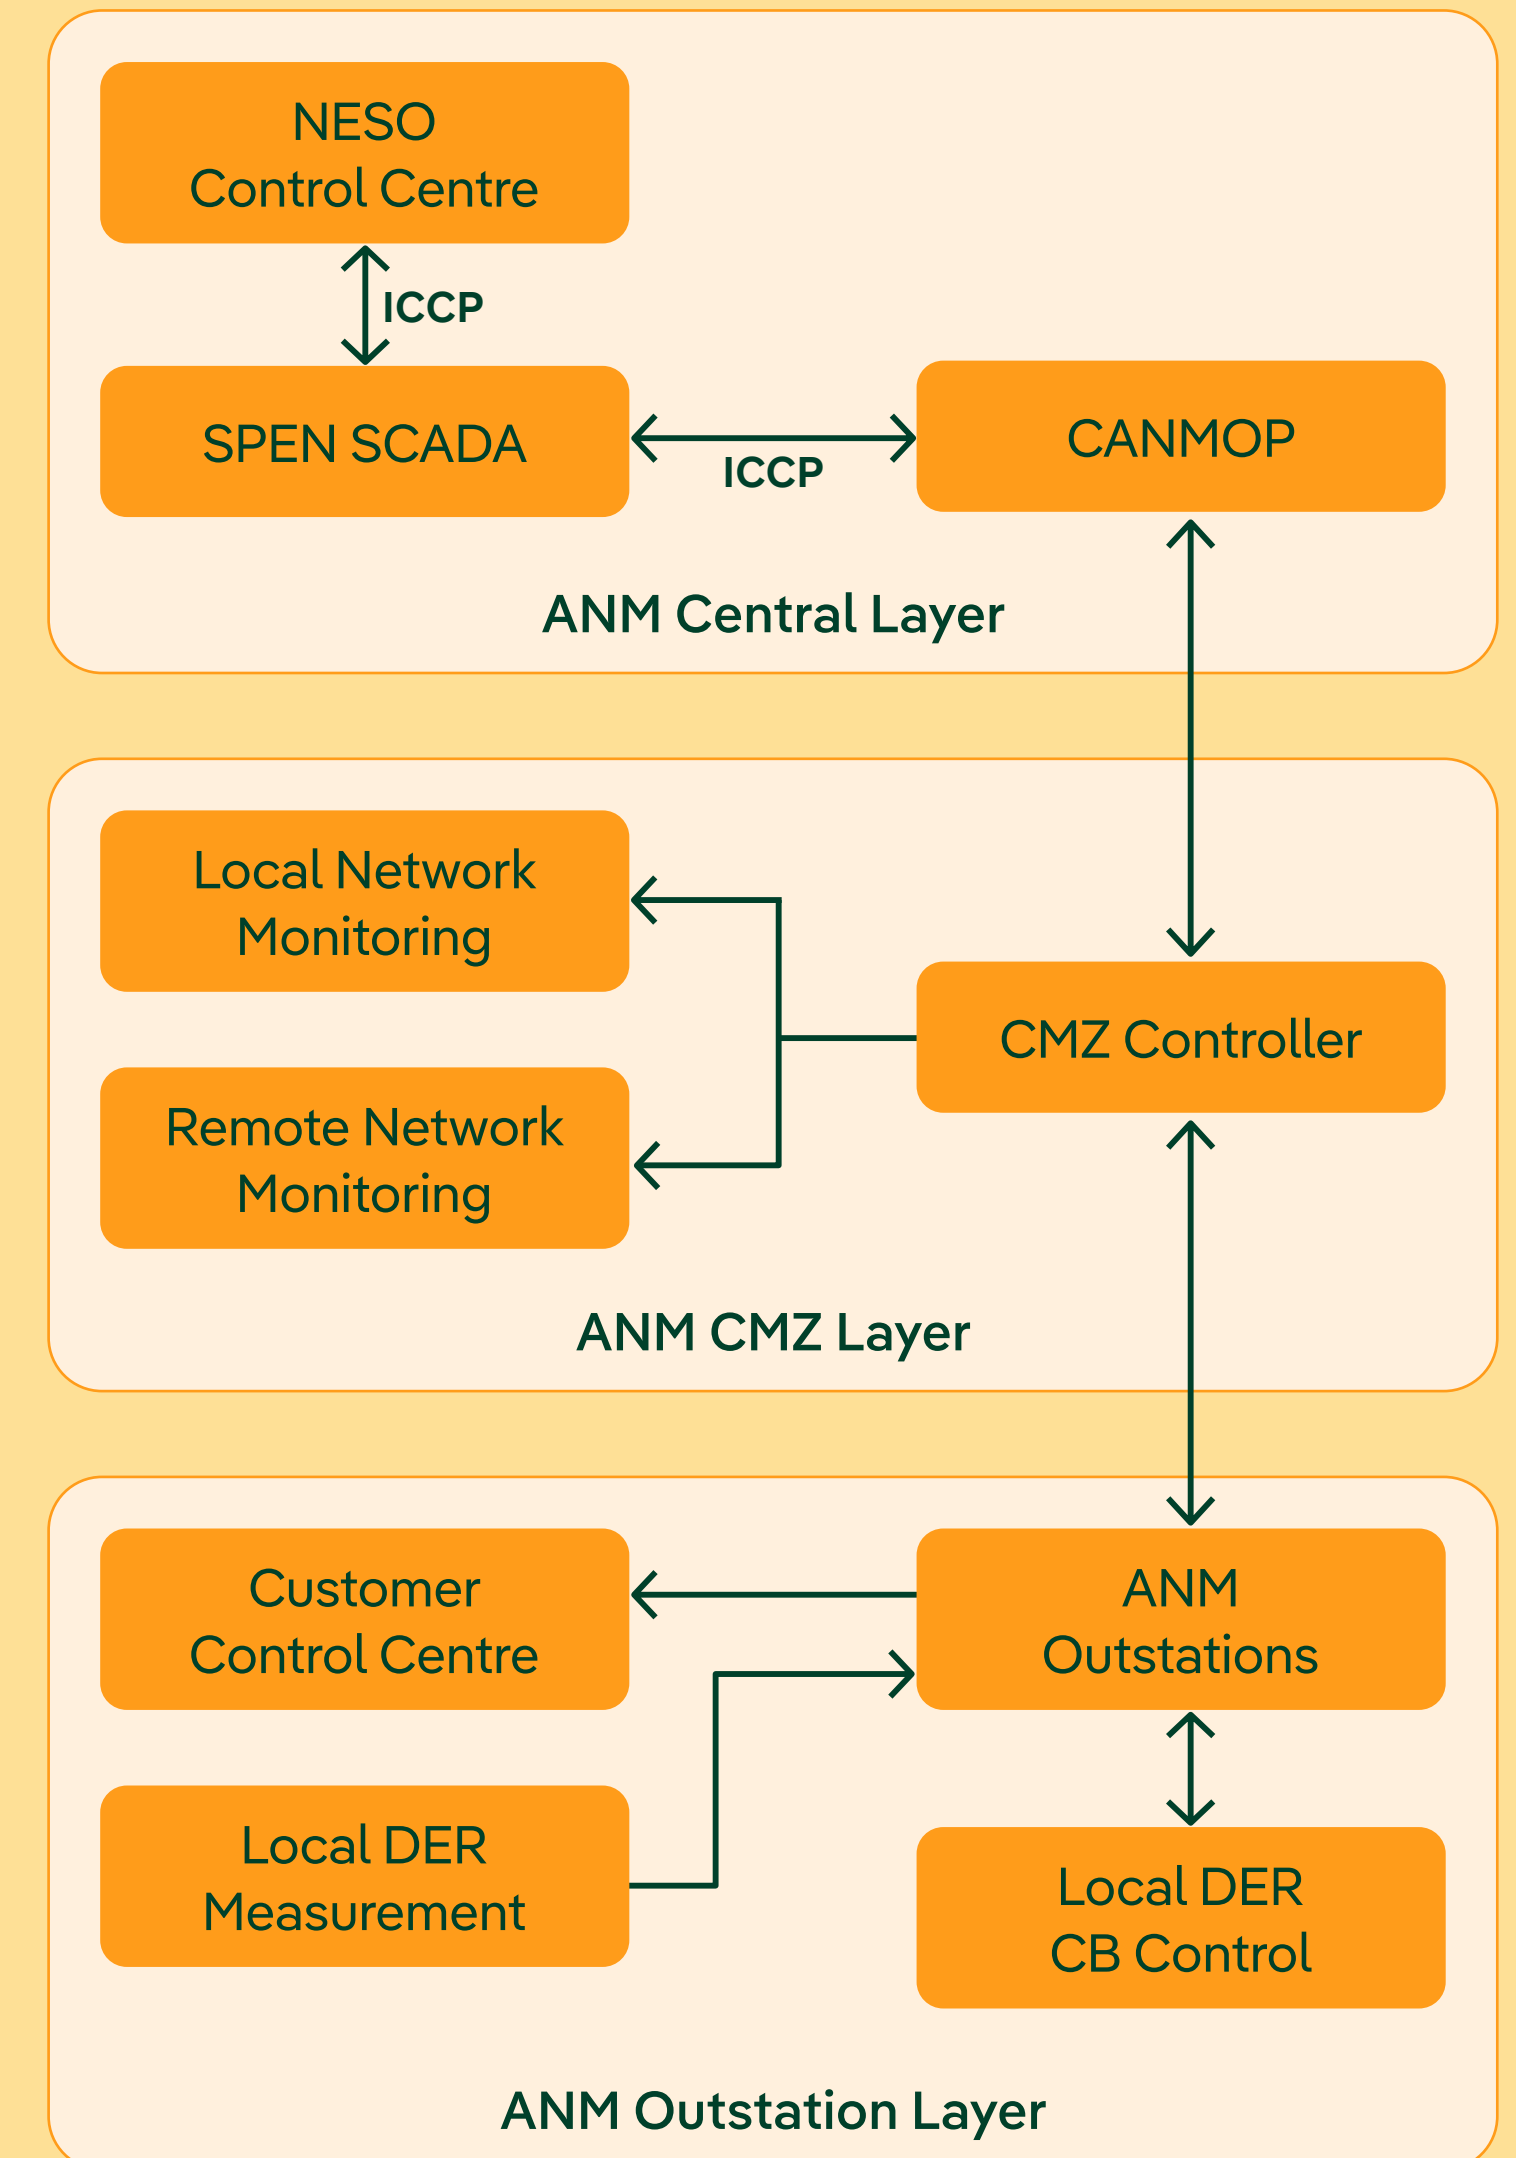 NESO
Control Centre
ICCP
SPEN SCADA
ICCP
CANMOP
ANM Central Layer
Local Network
Monitoring
CMZ Controller
Remote Network
Monitoring
ANM CMZ Layer
Customer
Control Centre
ANM
Outstations
Local DER
Measurement
Local DER
CB Control
ANM Outstation Layer